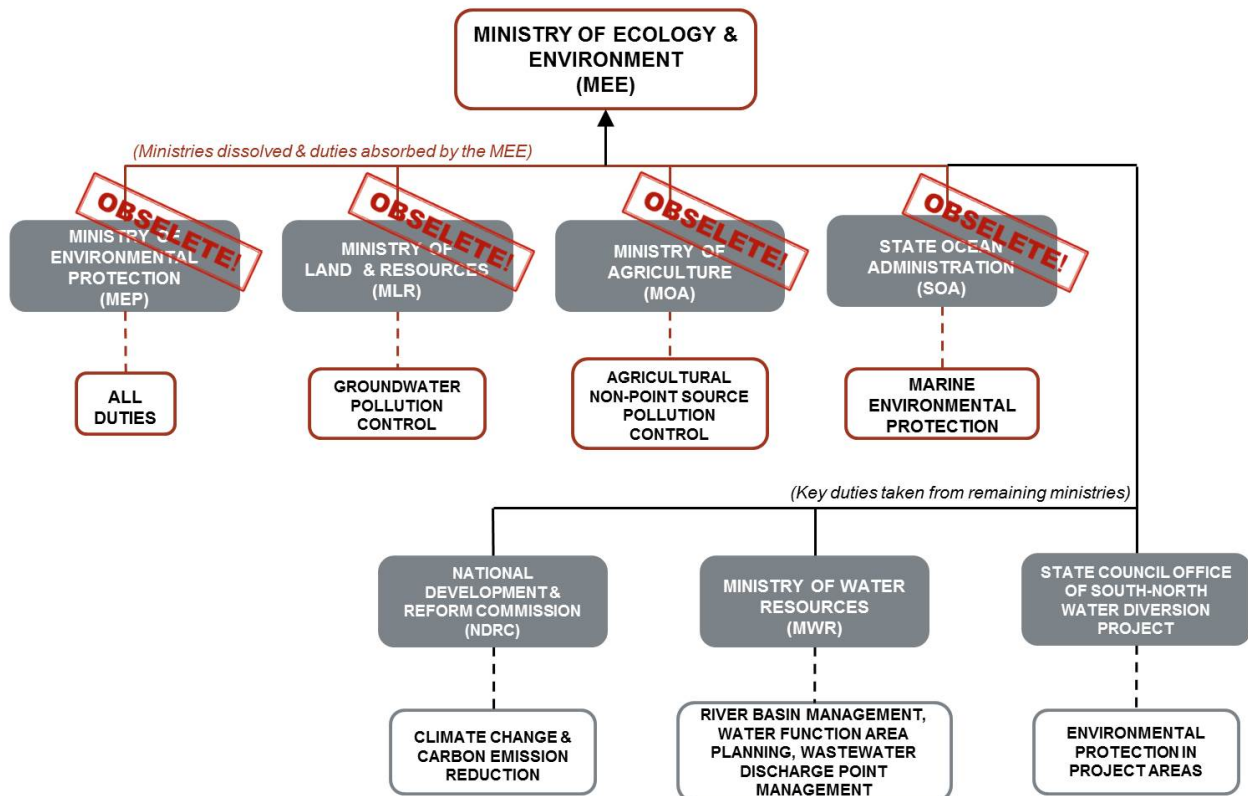 MINISTRY OF ECOLOGY &
ENVIRONMENT
(MEE)
(Ministries dissolved & duties absorbed by the MEE)
OBSELETE!
MINISTRY OF
ENVIRONMENTAL
PROTECTION
(MEP)
OBSELETE!
MINISTRY OF
LAND & RESOURCES
(MLR)
OBSELETE!
MINISTRY OF
AGRICULTURE
(MOA)
OBSELETE!
STATE OCEAN
ADMINISTRATION
(SOA)
ALL
DUTIES
GROUNDWATER
POLLUTION
CONTROL
AGRICULTURAL
NON-POINT SOURCE
POLLUTION
CONTROL
MARINE
ENVIRONMENTAL
PROTECTION
(Key duties taken from remaining ministries)
NATIONAL
DEVELOPMENT &
REFORM COMMISSION
(NDRC)
MINISTRY OF WATER
RESOURCES
(MWR)
STATE COUNCIL OFFICE
OF SOUTH-NORTH
WATER DIVERSION
PROJECT
CLIMATE CHANGE &
CARBON EMISSION
REDUCTION
RIVER BASIN MANAGEMENT,
WATER FUNCTION AREA
PLANNING, WASTEWATER
DISCHARGE POINT
MANAGEMENT
ENVIRONMENTAL
PROTECTION IN
PROJECT AREAS